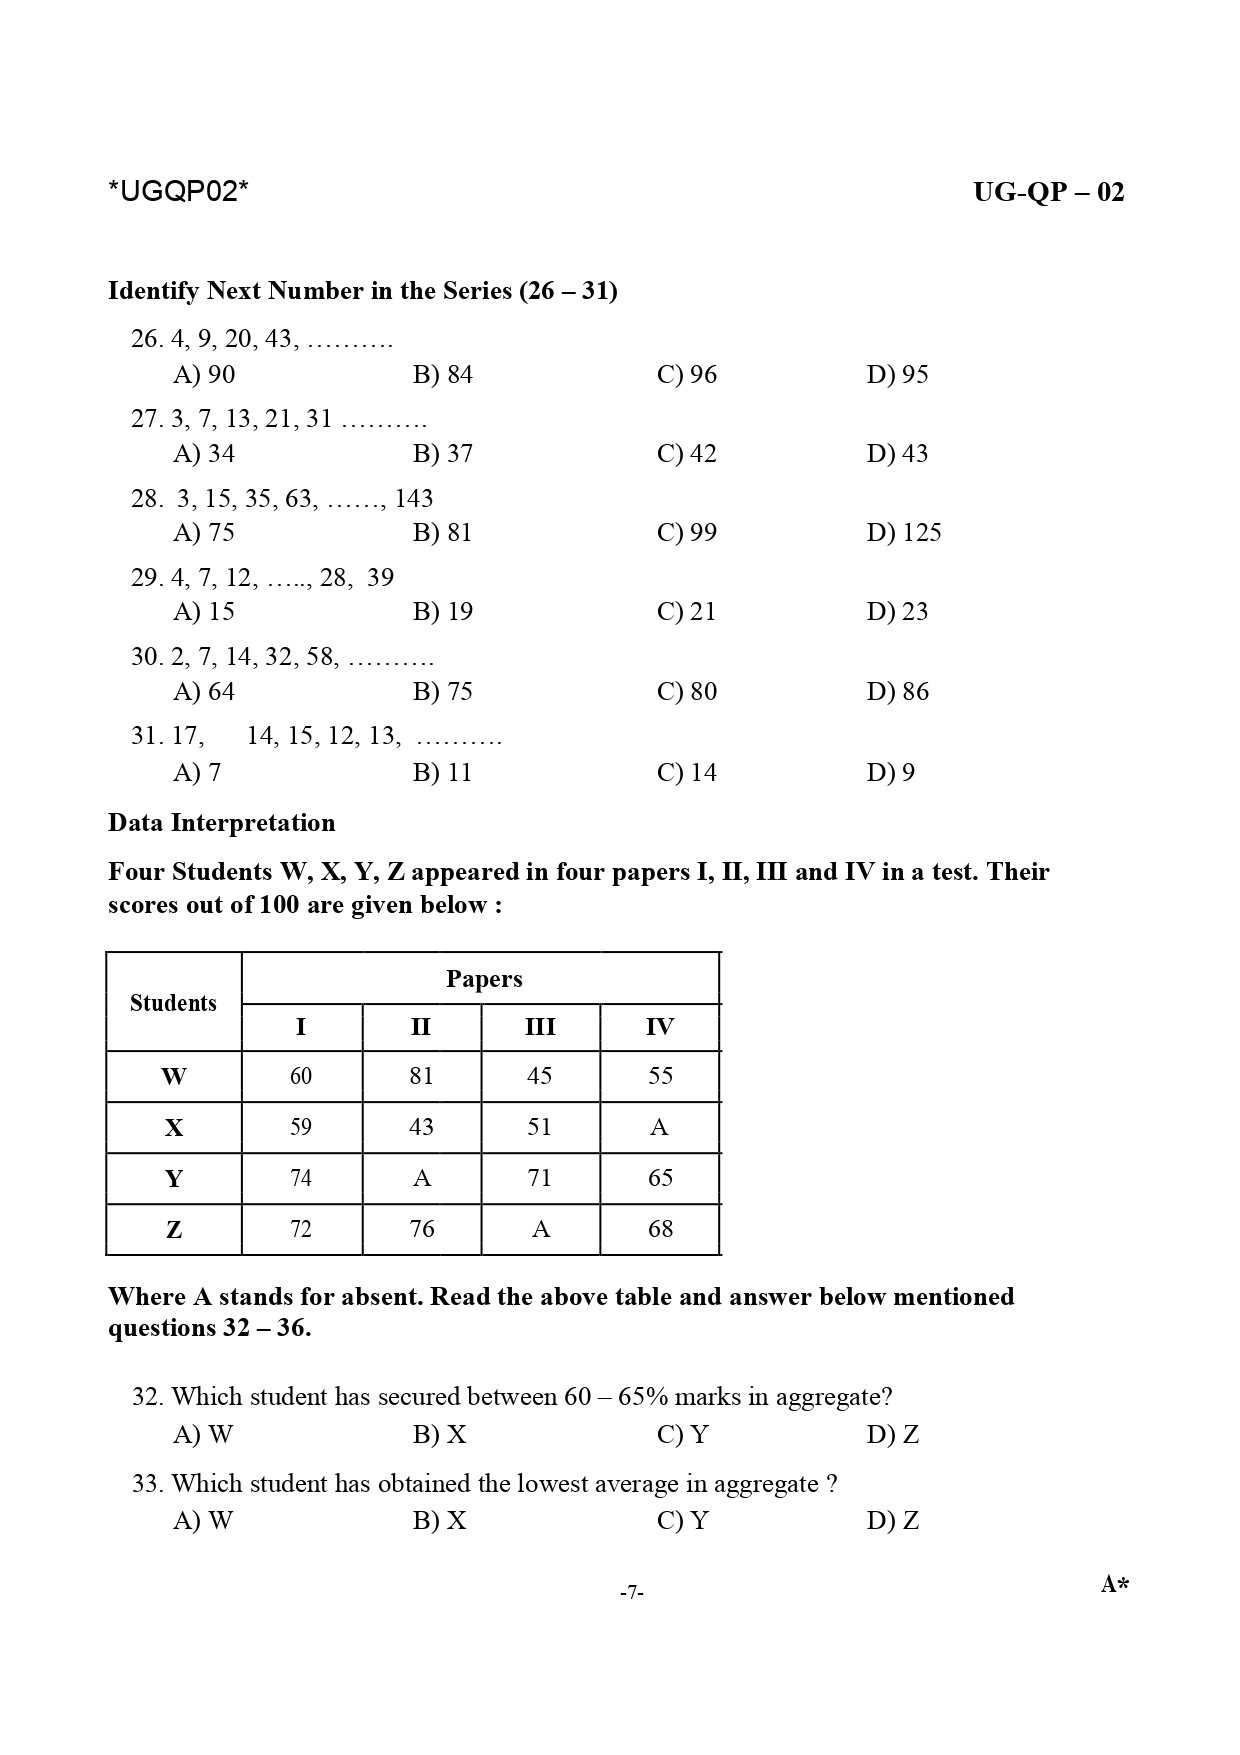 *UGQP02* UG-QP – 02
Identify Next Number in the Series (26 – 31)
26. 4, 9, 20, 43, ……….
A) 90 B) 84 C) 96 D) 95
27. 3, 7, 13, 21, 31 ……….
A) 34 B) 37 C) 42 D) 43
28. 3, 15, 35, 63, ……, 143
A) 75 B) 81 C) 99 D) 125
29. 4, 7, 12, ….., 28, 39
A) 15 B) 19 C) 21 D) 23
30. 2, 7, 14, 32, 58, ……….
A) 64 B) 75 C) 80 D) 86
31. 17, 14, 15, 12, 13, ……….
A) 7 B) 11 C) 14 D) 9
Data Interpretation
Four Students W, X, Y, Z appeared in four papers I, II, III and IV in a test. Their
scores out of 100 are given below :
Students Papers
I II III IV
W 60 81 45 55
X 59 43 51 A
Y 74 A 71 65
Z 72 76 A 68
Where A stands for absent. Read the above table and answer below mentioned
questions 32 – 36.
32. Which student has secured between 60 – 65% marks in aggregate?
A) W B) X C) Y D) Z
33. Which student has obtained the lowest average in aggregate ?
A) W B) X C) Y D) Z
-7- A*